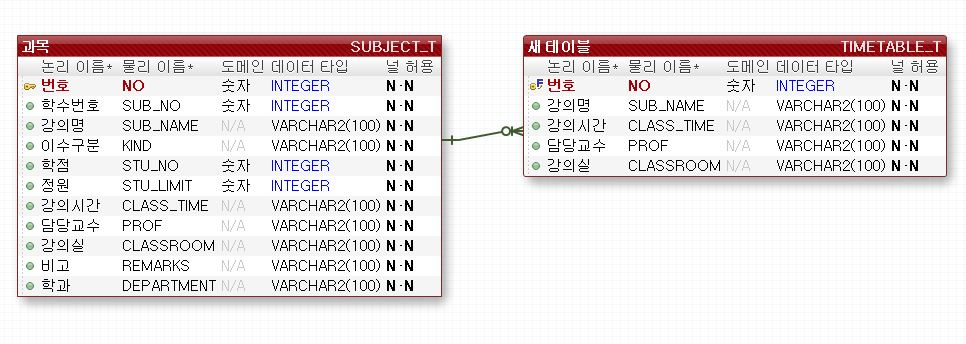 과목 SUBJECT_T
논리 이름* 물리 이름* 도메인 데이터 타입 널 허용
번호 NO 숫자 INTEGER N-N
학수번호 SUB_NO 숫자 INTEGER N-N
강의명 SUB_NAME N/A VARCHAR2(100) N-N
이수구분 KIND N/A VARCHAR2(100) N-N
학점 STU_NO 숫자 INTEGER N-N
정원 STU_LIMIT 숫자 INTEGER N-N
강의시간 CLASS_TIME N/A VARCHAR2(100) N-N
담당교수 PROF N/A VARCHAR2(100) N-N
강의실 CLASSROOM N/A VARCHAR2(100) N-N
비고 REMARKS N/A VARCHAR2(100) N-N
학과 DEPARTMENT N/A VARCHAR2(100) N-N
새 테이블 TIMETABLE_T
논리 이름* 물리 이름* 도메인 데이터 타입 널 허용
번호 NO 숫자 INTEGER N-N
강의명 SUB_NAME N/A VARCHAR2(100) N-N
강의시간 CLASS_TIME N/A VARCHAR2(100) N-N
담당교수 PROF N/A VARCHAR2(100) N-N
강의실 CLASSROOM N/A VARCHAR2(100) N-N